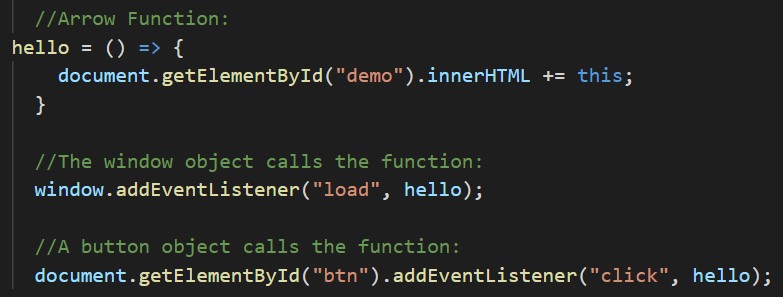 //Arrow Function:
hello = () => {
document.getElementById("demo").innerHTML += this;
}
//The window object calls the function:
window.addEventListener("load", hello);
//A button object calls the function:
document.getElementById("btn").addEventListener("click", hello);